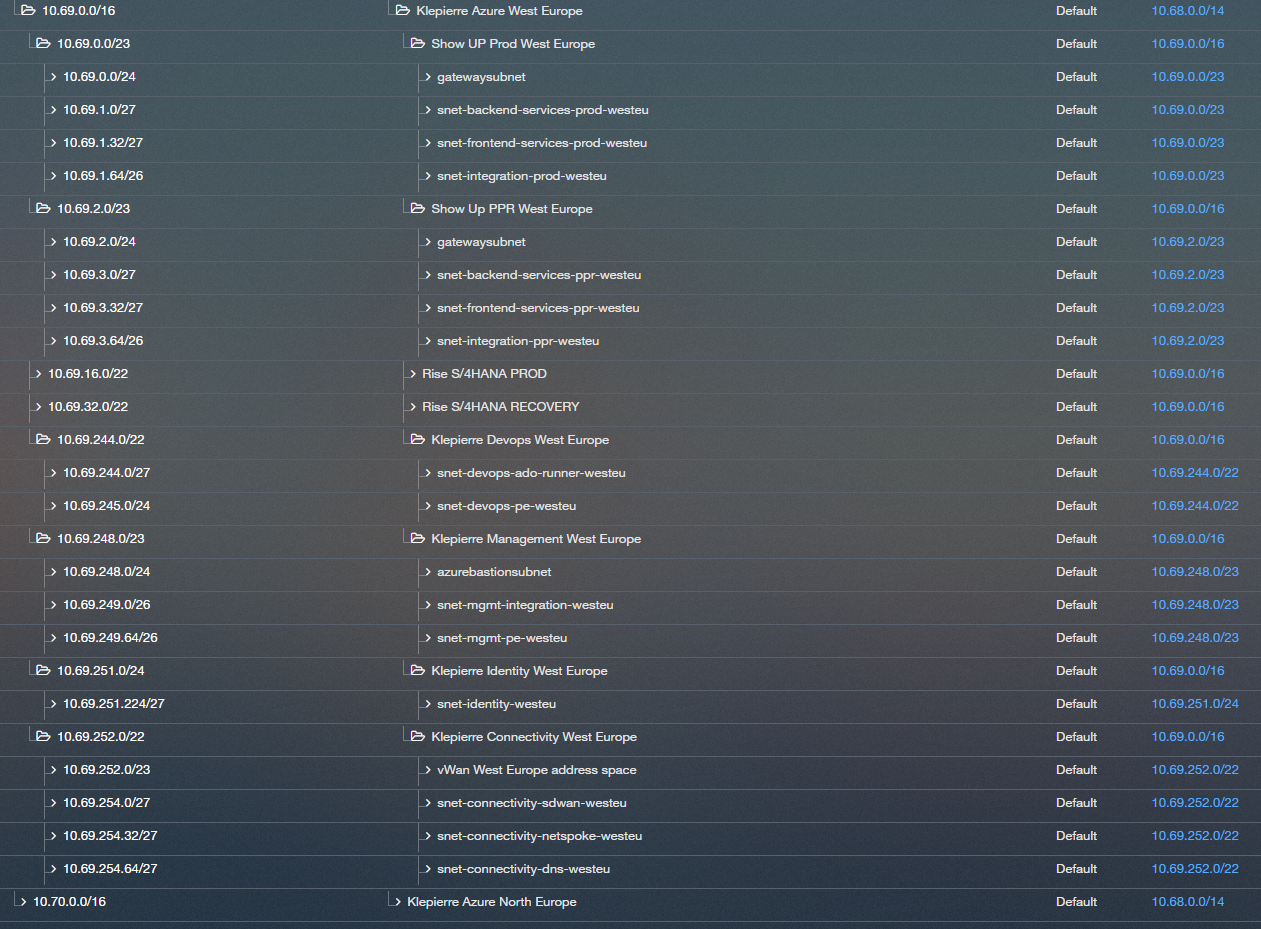 10.69.0.0/16 Klepierre Azure West Europe Default 10.68.0.0/14
10.69.0.0/23 Show UP Prod West Europe Default 10.69.0.0/16
10.69.0.0/24 gatewaysubnet Default 10.69.0.0/23
10.69.1.0/27 snet-backend-services-prod-westeu Default 10.69.0.0/23
10.69.1.32/27 snet-frontend-services-prod-westeu Default 10.69.0.0/23
10.69.1.64/26 snet-integration-prod-westeu Default 10.69.0.0/23
10.69.2.0/23 Show Up PPR West Europe Default 10.69.0.0/16
10.69.2.0/24 gatewaysubnet Default 10.69.2.0/23
10.69.3.0/27 snet-backend-services-ppr-westeu Default 10.69.2.0/23
10.69.3.32/27 snet-frontend-services-ppr-westeu Default 10.69.2.0/23
10.69.3.64/26 snet-integration-ppr-westeu Default 10.69.2.0/23
10.69.16.0/22 Rise S/4HANA PROD Default 10.69.0.0/16
10.69.32.0/22 Rise S/4HANA RECOVERY Default 10.69.0.0/16
10.69.244.0/22 Klepierre Devops West Europe Default 10.69.0.0/16
10.69.244.0/27 snet-devops-ado-runner-westeu Default 10.69.244.0/22
10.69.245.0/24 snet-devops-pe-westeu Default 10.69.244.0/22
10.69.248.0/23 Klepierre Management West Europe Default 10.69.0.0/16
10.69.248.0/24 azurebastionsubnet Default 10.69.248.0/23
10.69.249.0/26 snet-mgmt-integration-westeu Default 10.69.248.0/23
10.69.249.64/26 snet-mgmt-pe-westeu Default 10.69.248.0/23
10.69.251.0/24 Klepierre Identity West Europe Default 10.69.0.0/16
10.69.251.224/27 snet-identity-westeu Default 10.69.251.0/24
10.69.252.0/22 Klepierre Connectivity West Europe Default 10.69.0.0/16
10.69.252.0/23 vWan West Europe address space Default 10.69.252.0/22
10.69.254.0/27 snet-connectivity-sdwan-westeu Default 10.69.252.0/22
10.69.254.32/27 snet-connectivity-netspoke-westeu Default 10.69.252.0/22
10.69.254.64/27 snet-connectivity-dns-westeu Default 10.69.252.0/22
10.70.0.0/16 Klepierre Azure North Europe Default 10.68.0.0/14